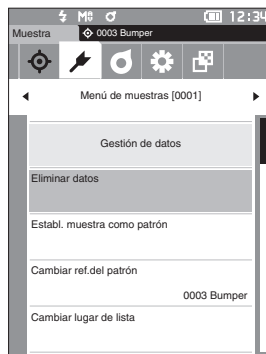 12:34
Muestra 0003 Bumper
Menú de muestras [0001]
Gestión de datos
Eliminar datos
Establ. muestra como patrón
Cambiar ref.del patrón
0003 Bumper
Cambiar lugar de lista